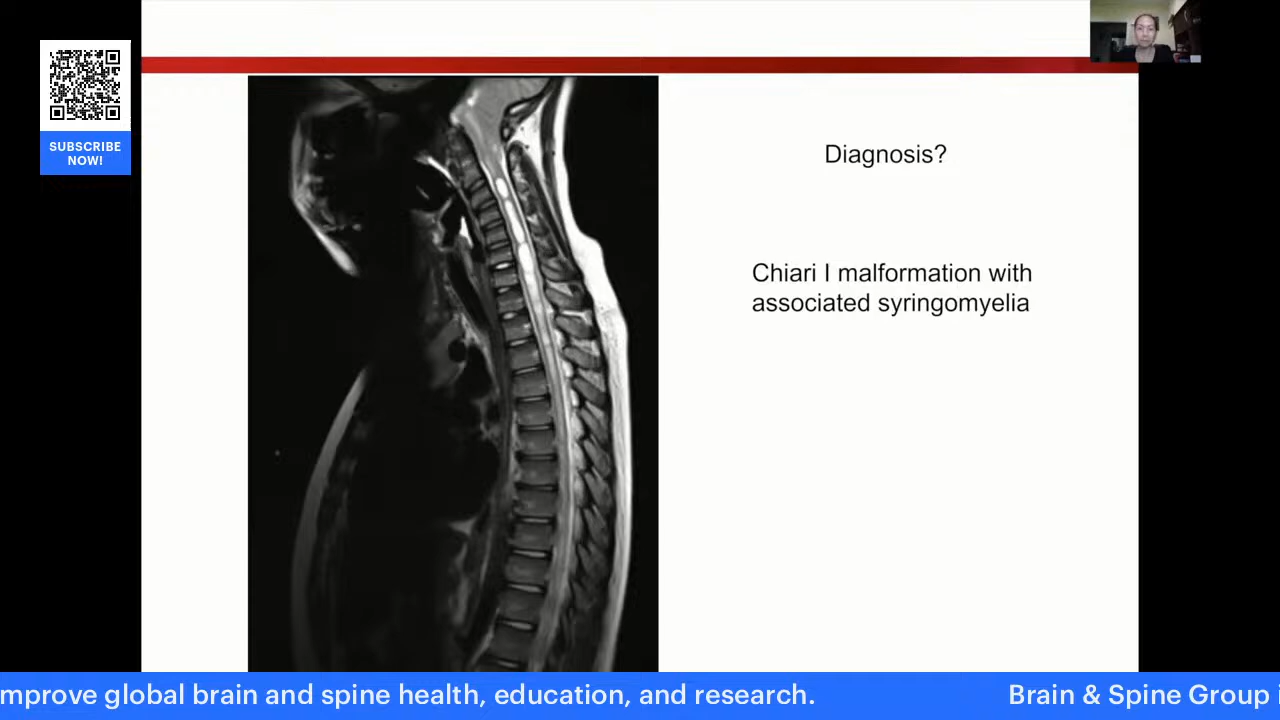 SUBSCRIBE
NOW!
Diagnosis?
Chiari I malformation with
associated syringomyelia
mprove global brain and spine health, education, and research.
Brain & Spine Group i